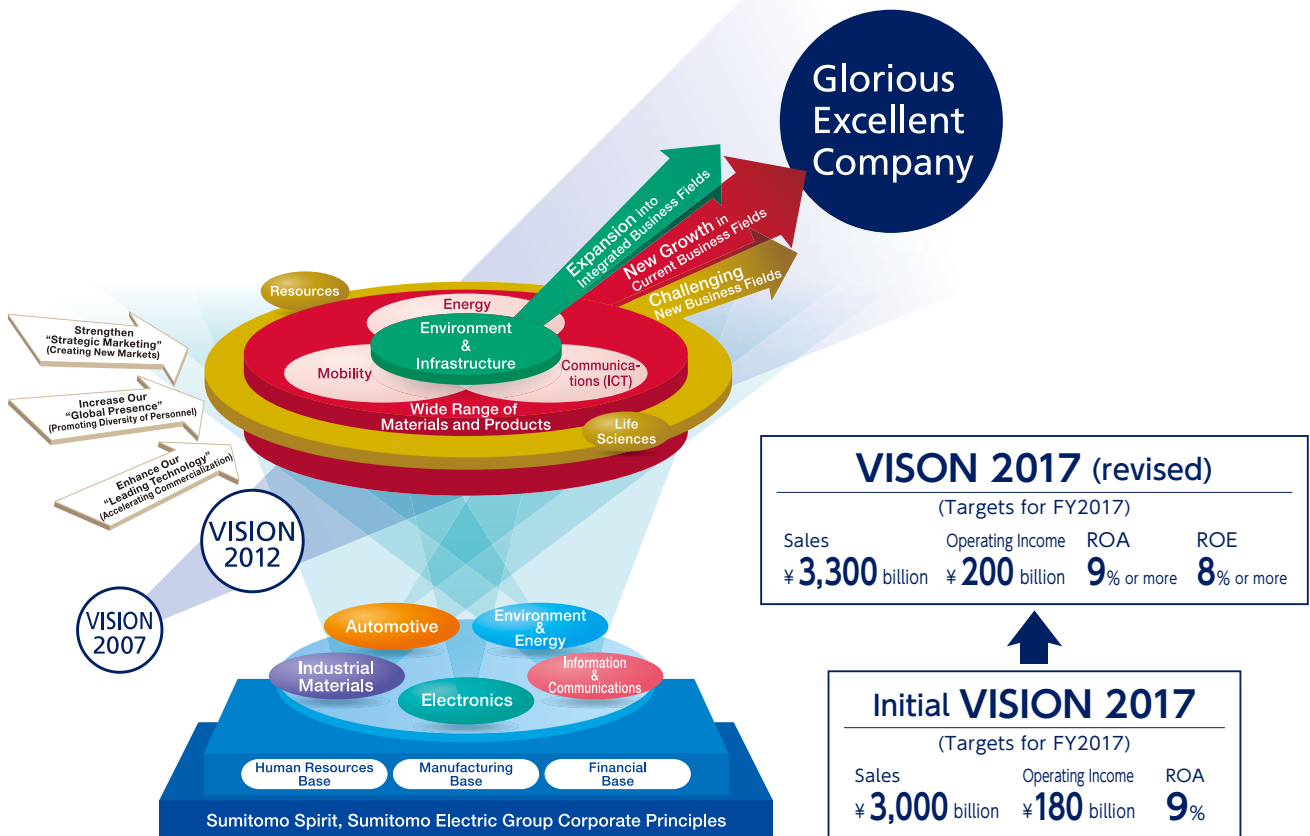 Glorious
Excellent
Company
Expansion into
Integrated Business Fields
New Growth in
Current Business Fields
Challenging
New Business Fields
Resources
Energy
Environment
&
Infrastructure
Mobility
Communica-
tions (ICT)
Wide Range of
Materials and Products
Life
Sciences
Strengthen
"Strategic Marketing"
(Creating New Markets)
Increase Our
"Global Presence"
(Promoting Diversity of Personnel)
Enhance Our
"Leading Technology"
(Accelerating Commercialization)
VISION
2012
VISION
2007
Automotive
Environment
&
Energy
Industrial
Materials
Information
&
Communications
Electronics
Human Resources
Base
Manufacturing
Base
Financial
Base
Sumitomo Spirit, Sumitomo Electric Group Corporate Principles
VISON 2017 (revised)
(Targets for FY2017)
Sales Operating Income ROA ROE
¥ 3,300 billion ¥ 200 billion 9% or more 8% or more
Initial VISION 2017
(Targets for FY2017)
Sales Operating Income ROA
¥ 3,000 billion ¥180 billion 9%